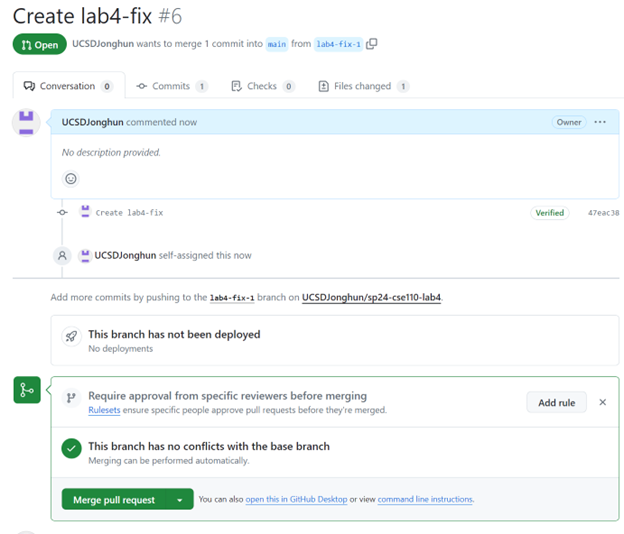 Create lab4-fix #6
Open UCSDJonghun wants to merge 1 commit into main from lab4-fix-1
Conversation 0 Commits 1 Checks 0 Files changed 1
UCSDJonghun commented now Owner ...
No description provided.
Create lab4-fix Verified 47eac38
UCSDJonghun self-assigned this now
Add more commits by pushing to the lab4-fix-1 branch on UCSDJonghun/sp24-cse110-lab4.
This branch has not been deployed
No deployments
Require approval from specific reviewers before merging
Rulesets ensure specific people approve pull requests before they're merged.
Add rule
This branch has no conflicts with the base branch
Merging can be performed automatically.
Merge pull request You can also open this in GitHub Desktop or view command line instructions.